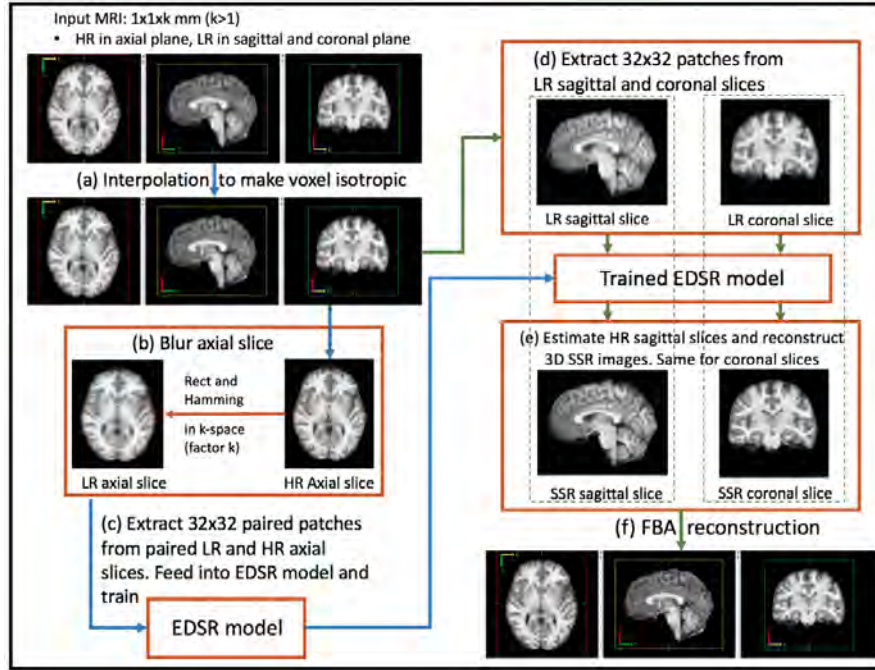 Input MRI: 1x1xk mm (k>1)
• HR in axial plane, LR in sagittal and coronal plane
(a) Interpolation to make voxel isotropic
(b) Blur axial slice
Rect and
Hamming
in k-space
(factor k)
LR axial slice
HR Axial slice
(c) Extract 32x32 paired patches
from paired LR and HR axial
slices. Feed into EDSR model and
train
EDSR model
(d) Extract 32x32 patches from
LR sagittal and coronal slices
LR sagittal slice
LR coronal slice
Trained EDSR model
(e) Estimate HR sagittal slices and reconstruct
3D SSR images. Same for coronal slices
SSR sagittal slice
SSR coronal slice
(f) FBA reconstruction